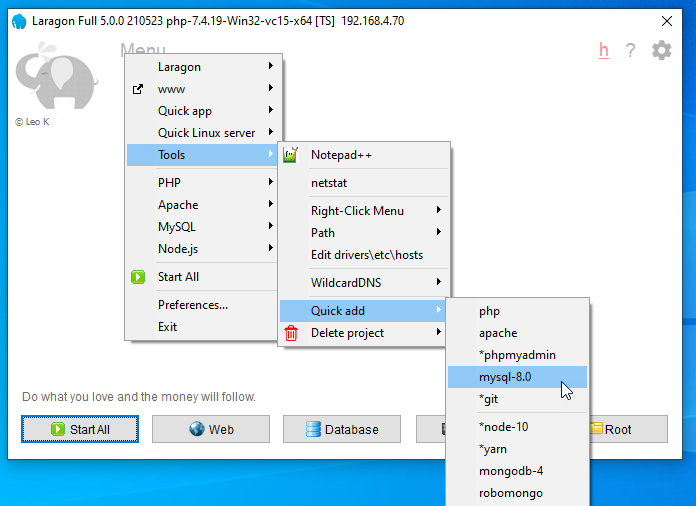 Laragon Full 5.0.0 210523 php-7.4.19-Win32-vc15-x64 [TS] 192.168.4.70
Menu
h ?
© Leo K
Laragon
www
Quick app
Quick Linux server
Tools
PHP
Apache
MySQL
Node.js
Start All
Preferences...
Exit
Notepad++
netstat
Right-Click Menu
Path
Edit drivers\etc\hosts
WildcardDNS
Quick add
Delete project
php
apache
*phpmyadmin
mysql-8.0
*git
*node-10
*yarn
mongodb-4
robomongo
Do what you love and the money will follow.
Start All
Web
Database
Root